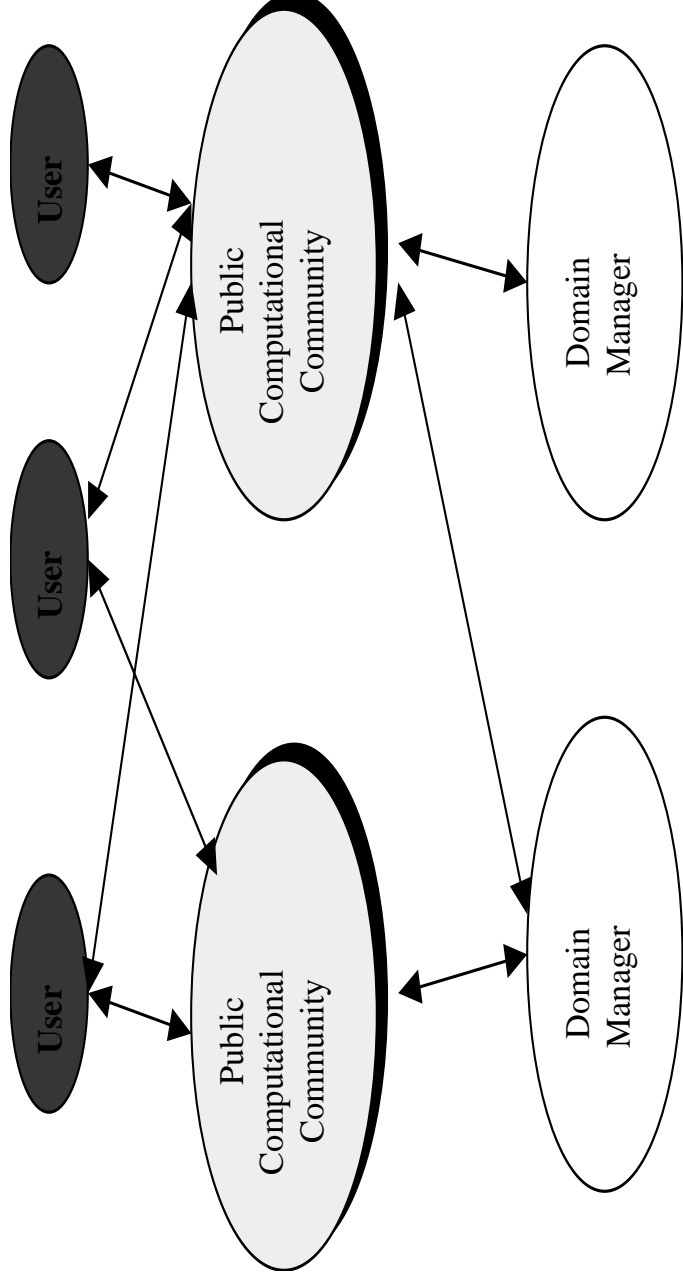 User
User
User
Public
Computational
Community
Public
Computational
Community
Domain
Manager
Domain
Manager